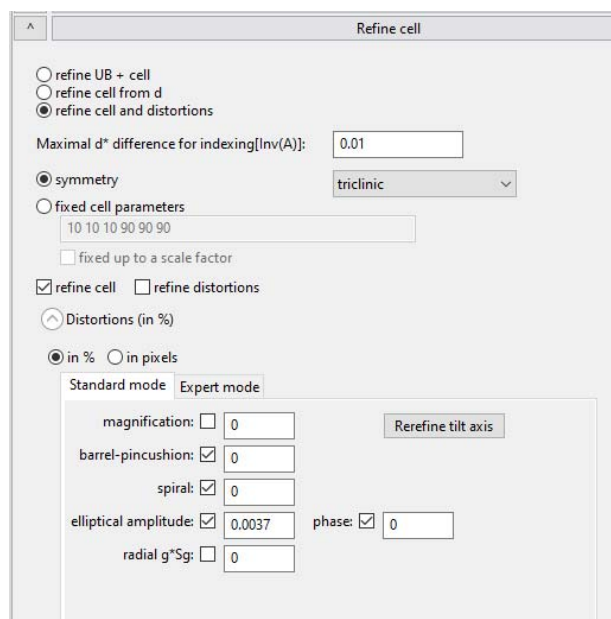 ^ Refine cell
refine UB + cell
refine cell from d
refine cell and distortions
Maximal d* difference for indexing[Inv(A)]: 0.01
symmetry triclinic
fixed cell parameters
10 10 10 90 90 90
fixed up to a scale factor
refine cell refine distortions
Distortions (in %)
in % in pixels
Standard mode Expert mode
magnification: 0 Rerefine tilt axis
barrel-pincushion: 0
spiral: 0
elliptical amplitude: 0.0037 phase: 0
radial g*Sg: 0